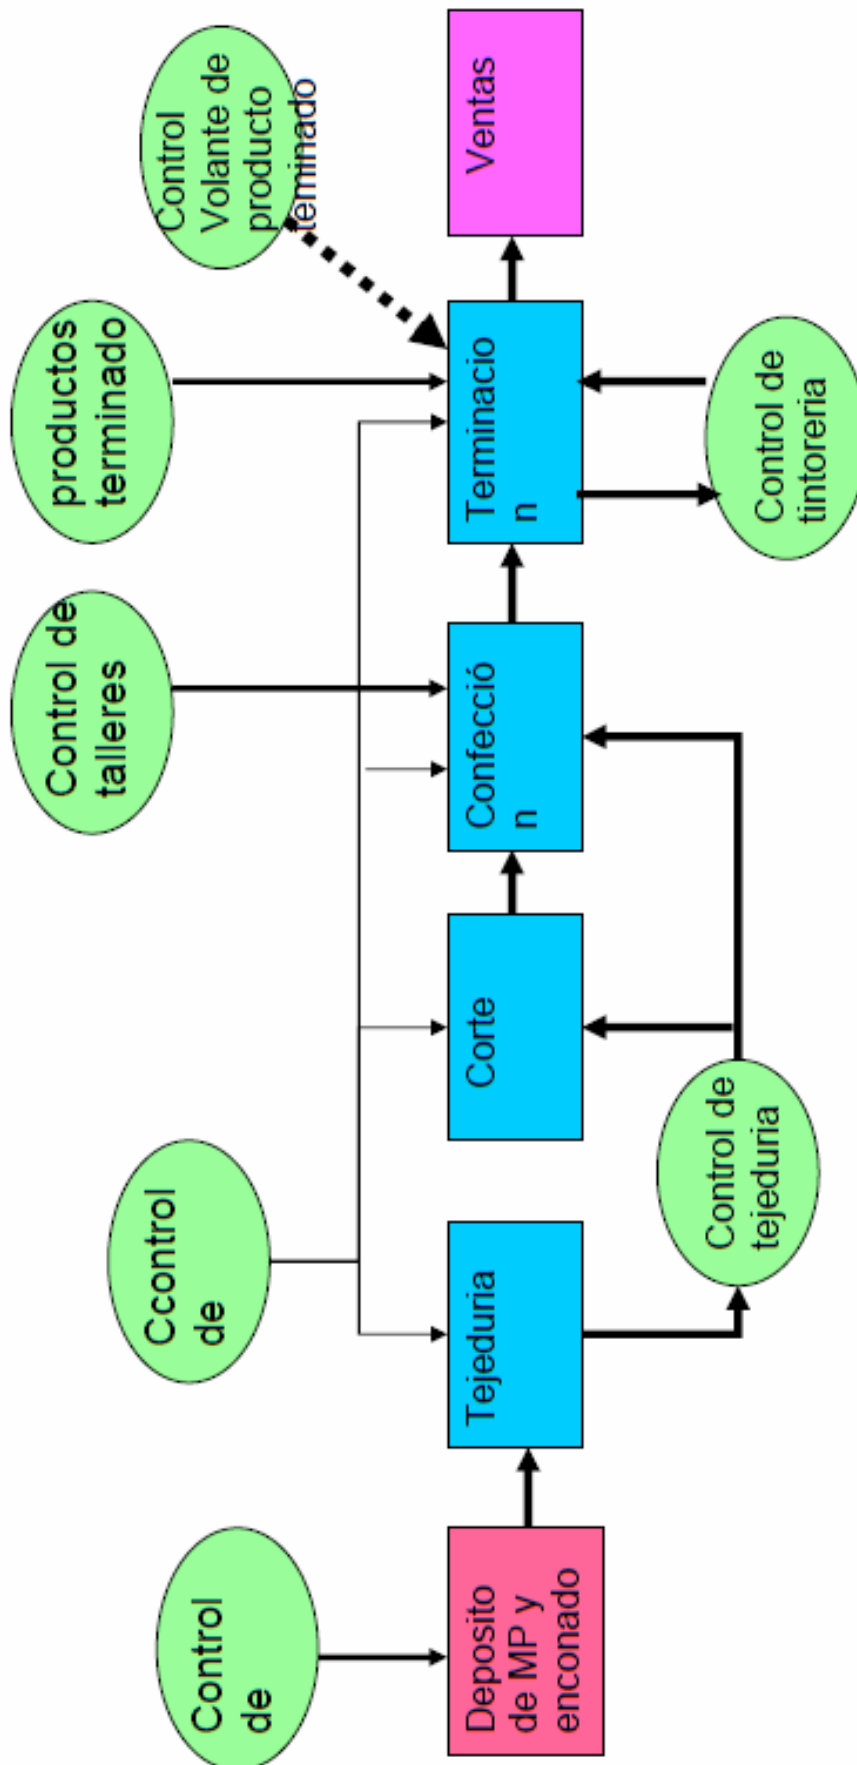 Control
de
Ccontrol
de
Control de
talleres
productos
terminado
Control
Volante de
producto
teminado
Deposito
de MP y
enconado
Tejeduria
Corte
Confecció
n
Terminacio
n
Ventas
Control de
tejeduria
Control de
tintoreria